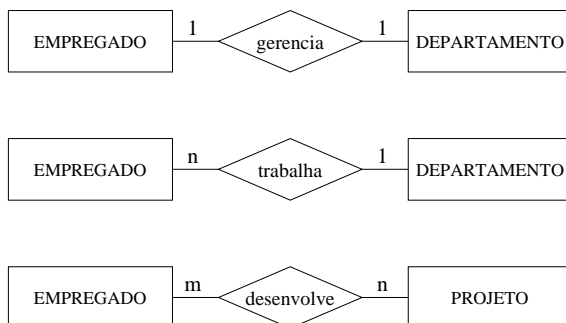 EMPREGADO 1 gerencia 1 DEPARTAMENTO
EMPREGADO n trabalha 1 DEPARTAMENTO
EMPREGADO m desenvolve n PROJETO